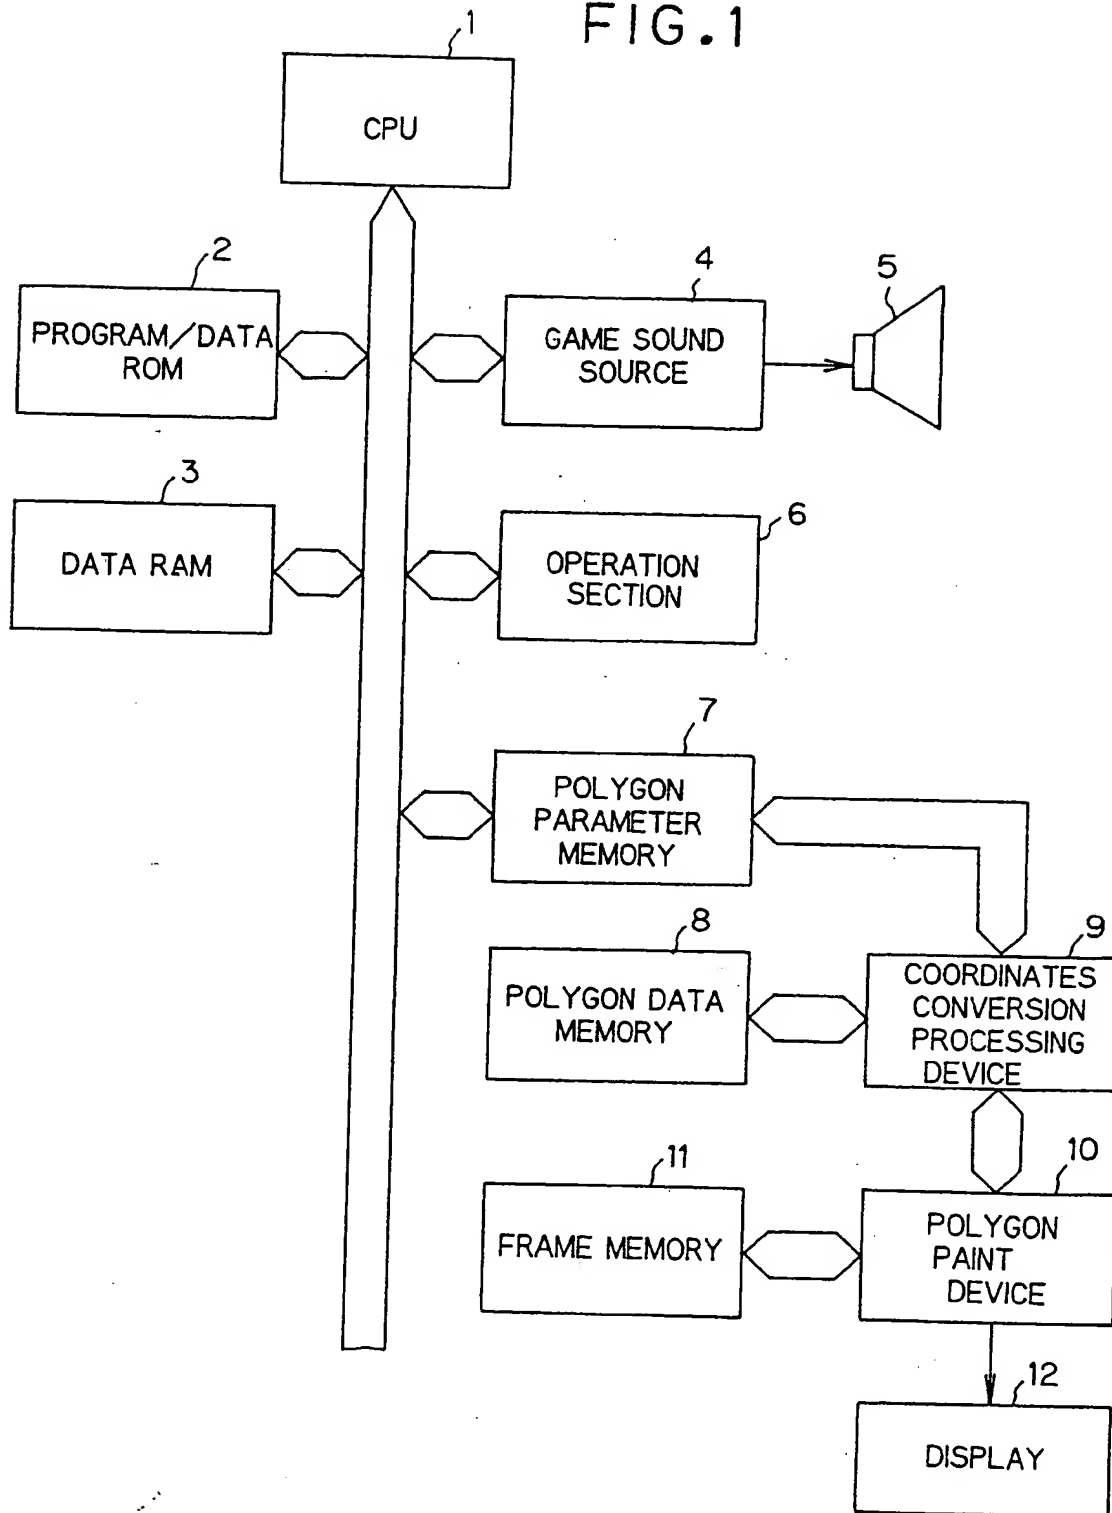 FIG.1
1
CPU
2
PROGRAM/DATA
ROM
4
GAME SOUND
SOURCE
5
3
DATA RAM
6
OPERATION
SECTION
7
POLYGON
PARAMETER
MEMORY
8
POLYGON DATA
MEMORY
9
COORDINATES
CONVERSION
PROCESSING
DEVICE
11
FRAME MEMORY
10
POLYGON
PAINT
DEVICE
12
DISPLAY